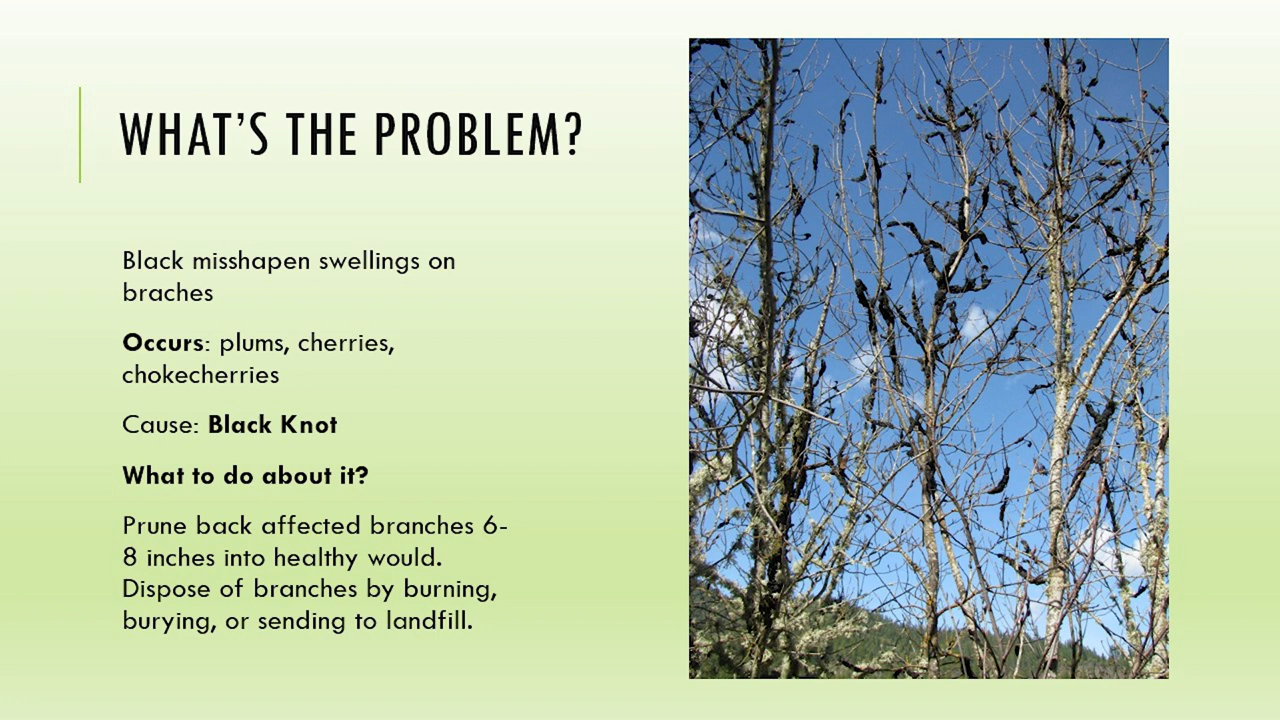 WHAT'S THE PROBLEM?
Black misshapen swellings on
braches
Occurs: plums, cherries,
chokecherries
Cause: Black Knot
What to do about it?
Prune back affected branches 6-
8 inches into healthy would.
Dispose of branches by burning,
burying, or sending to landfill.